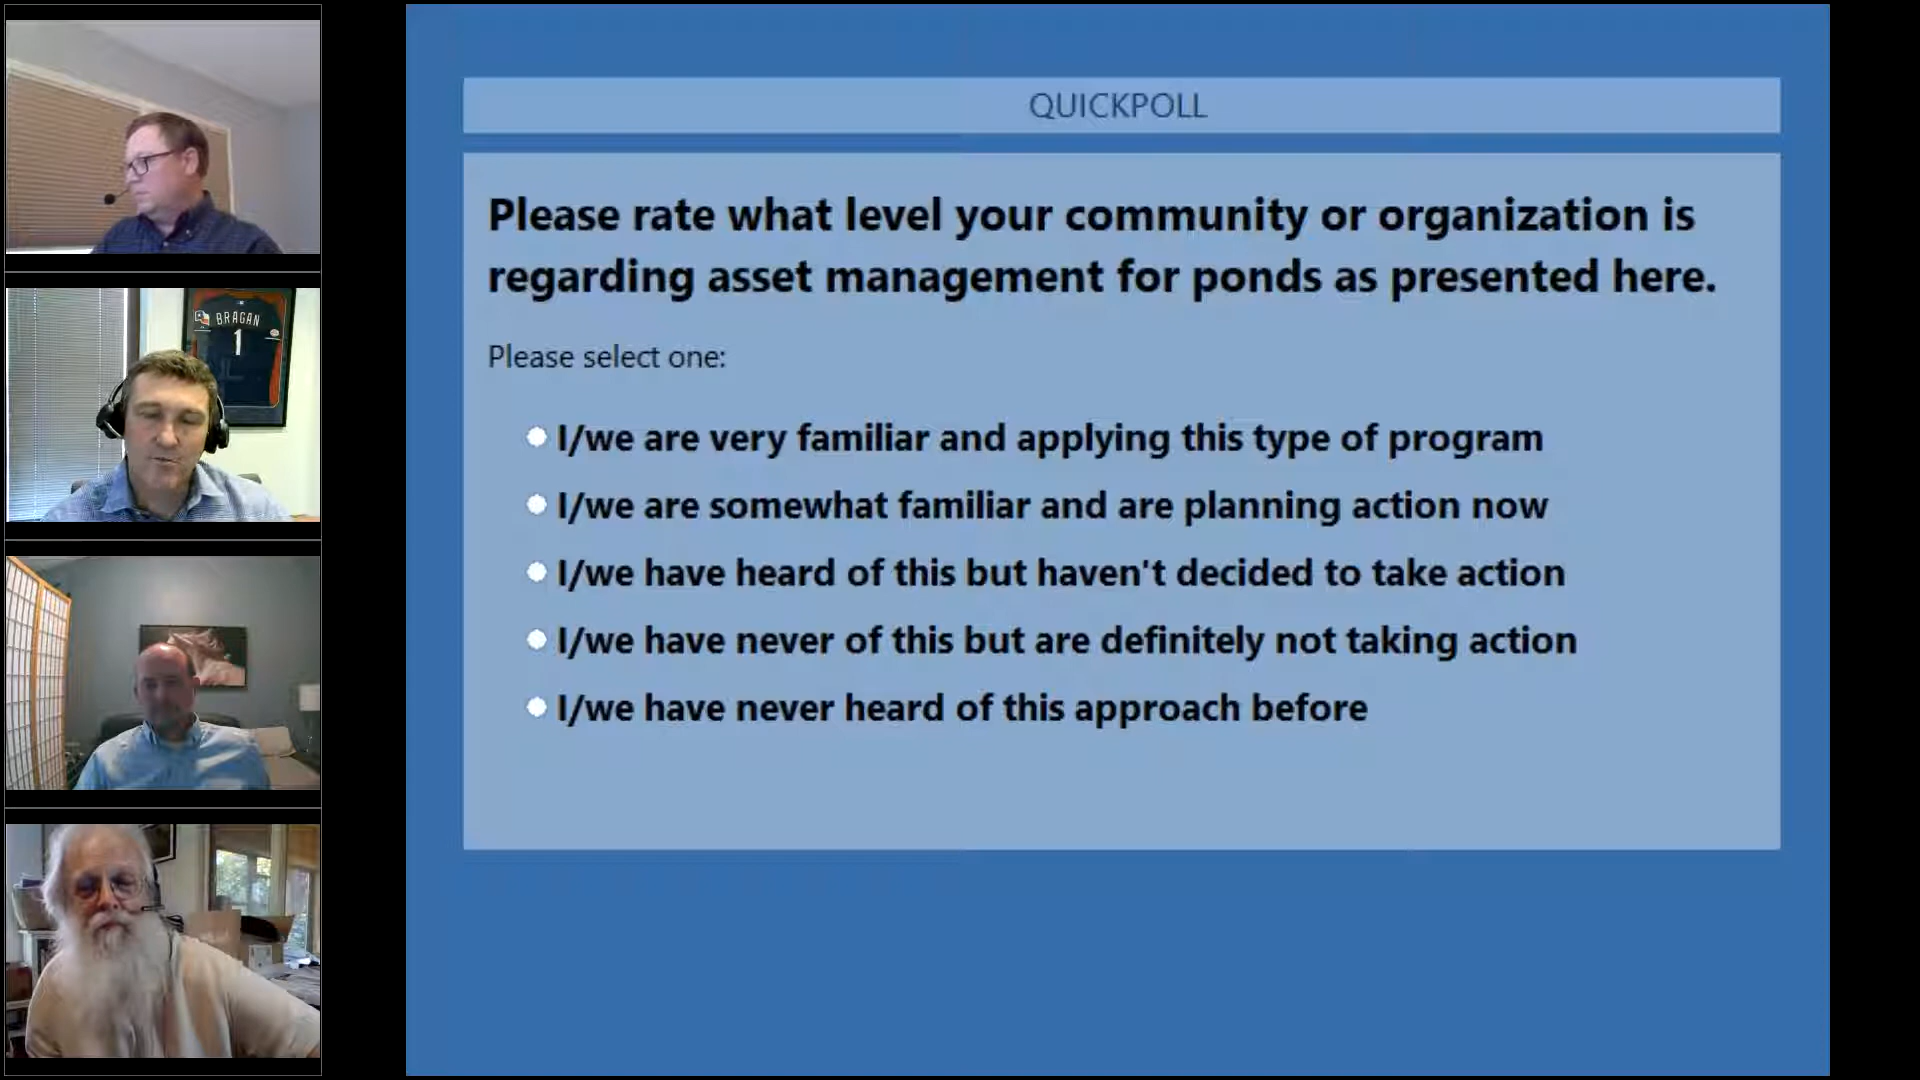 BRAGAN
1
QUICKPOLL
Please rate what level your community or organization is
regarding asset management for ponds as presented here.
Please select one:
I/we are very familiar and applying this type of program
I/we are somewhat familiar and are planning action now
I/we have heard of this but haven't decided to take action
I/we have never of this but are definitely not taking action
I/we have never heard of this approach before